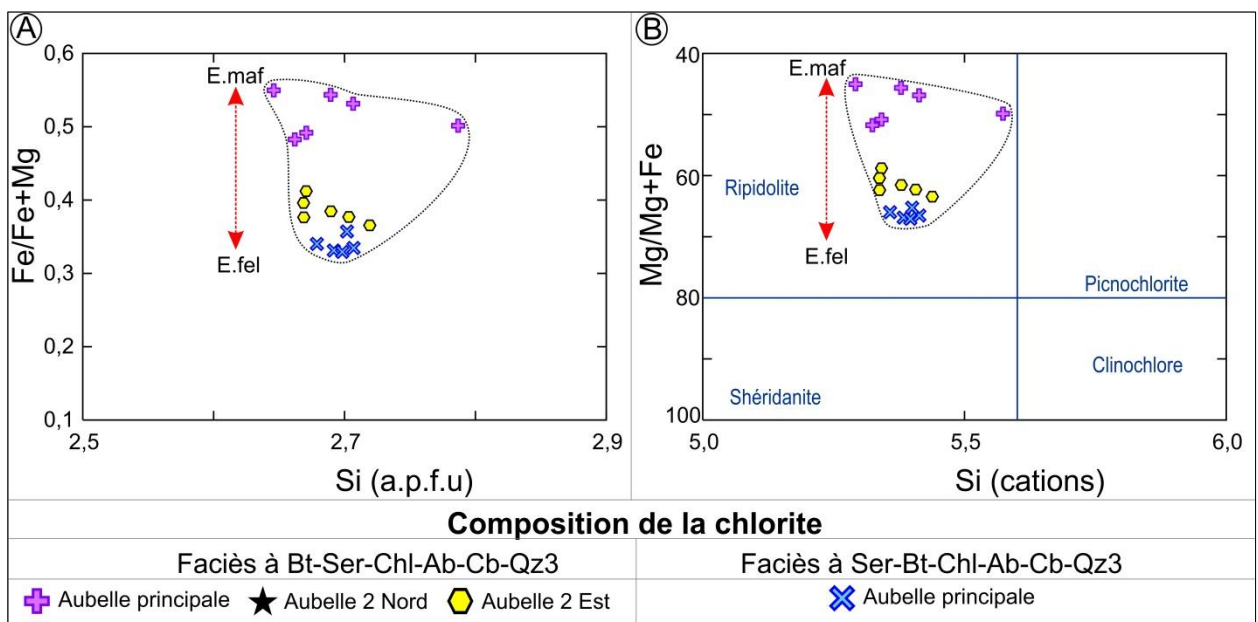 A
0,6
0,5
0,4
0,3
0,2
0,1
Fe/Fe+Mg
E.maf
E.fel
2,5
2,7
2,9
Si (a.p.f.u)
B
40
60
80
100
Mg/Mg+Fe
E.maf
E.fel
Ripidolite
Picnochlorite
Shéridanite
Clinochlore
5,0
5,5
6,0
Si (cations)
Composition de la chlorite
Faciès à Bt-Ser-Chl-Ab-Cb-Qz3
Faciès à Ser-Bt-Chl-Ab-Cb-Qz3
Aubelle principale
Aubelle 2 Nord
Aubelle 2 Est
Aubelle principale